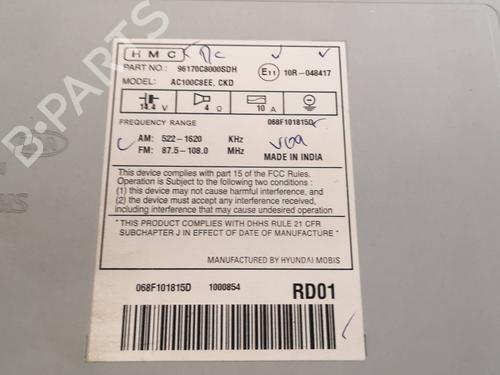 B-PARTS
HMC
PART NO.: 96170C8000SDH
E11 10R-048417
MODEL: AC100C8EE, CKD
14.4 V 4 Ω 10 A
FREQUENCY RANGE 068F101815D
AM: 522-1620 KHz
FM: 87.5-108.0 MHz MADE IN INDIA
This device complies with part 15 of the FCC Rules.
Operation is Subject to the following two conditions :
(1) this device may not cause harmful interference, and
(2) the device must accept any interference received,
including interference that may cause undesired operation
* THIS PRODUCT COMPLIES WITH DHHS RULE 21 CFR
SUBCHAPTER J IN EFFECT OF DATE OF MANUFACTURE *
MANUFACTURED BY HYUNDAI MOBIS
068F101815D 1000854 RD01